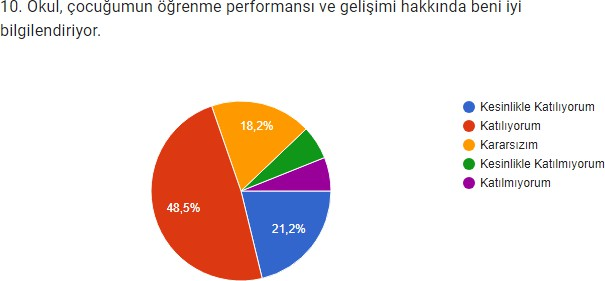 10. Okul, çocuğumun öğrenme performansı ve gelişimi hakkında beni iyi
bilgilendiriyor.
18,2%
48,5%
21,2%
Kesinlikle Katılıyorum
Katılıyorum
Kararsızım
Kesinlikle Katılmıyorum
Katılmıyorum